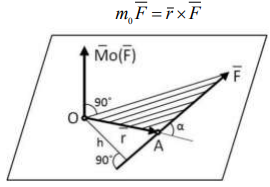 m₀F̅ = r̅ × F̅
M̅o(F̅)
F̅
90°
O
r̅
α
h
A
90°